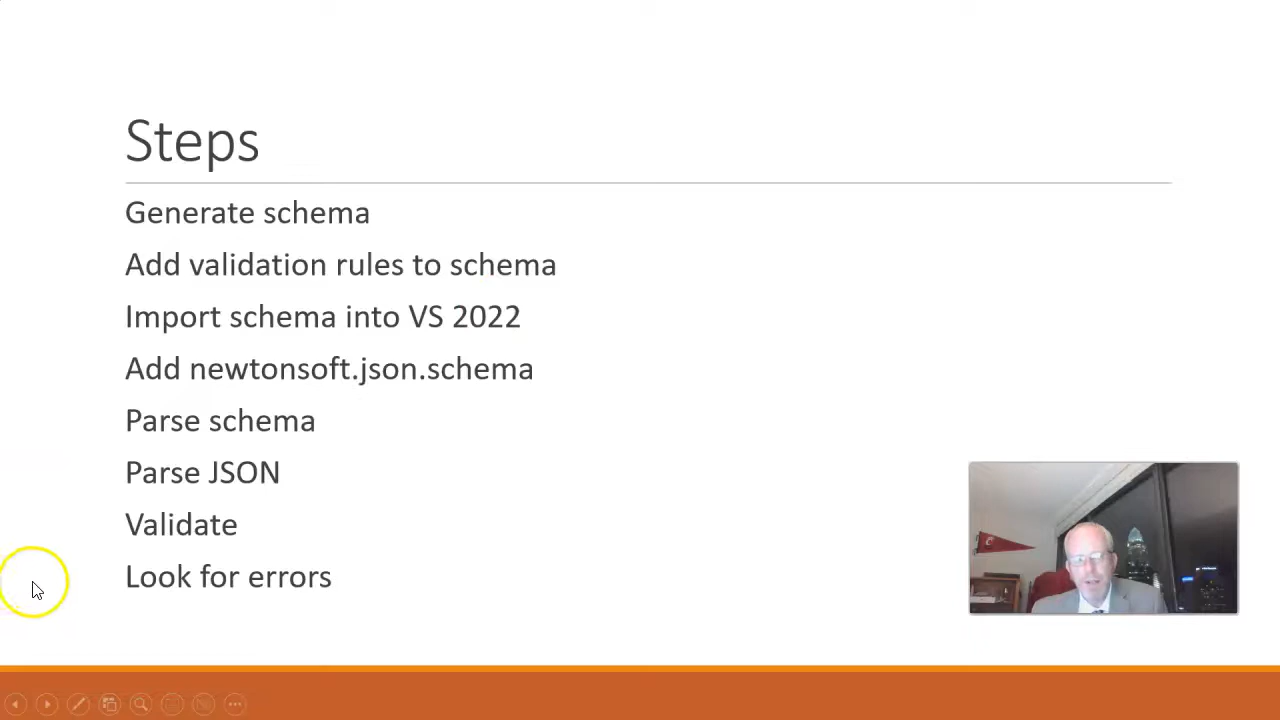 Steps
Generate schema
Add validation rules to schema
Import schema into VS 2022
Add newtonsoft.json.schema
Parse schema
Parse JSON
Validate
Look for errors